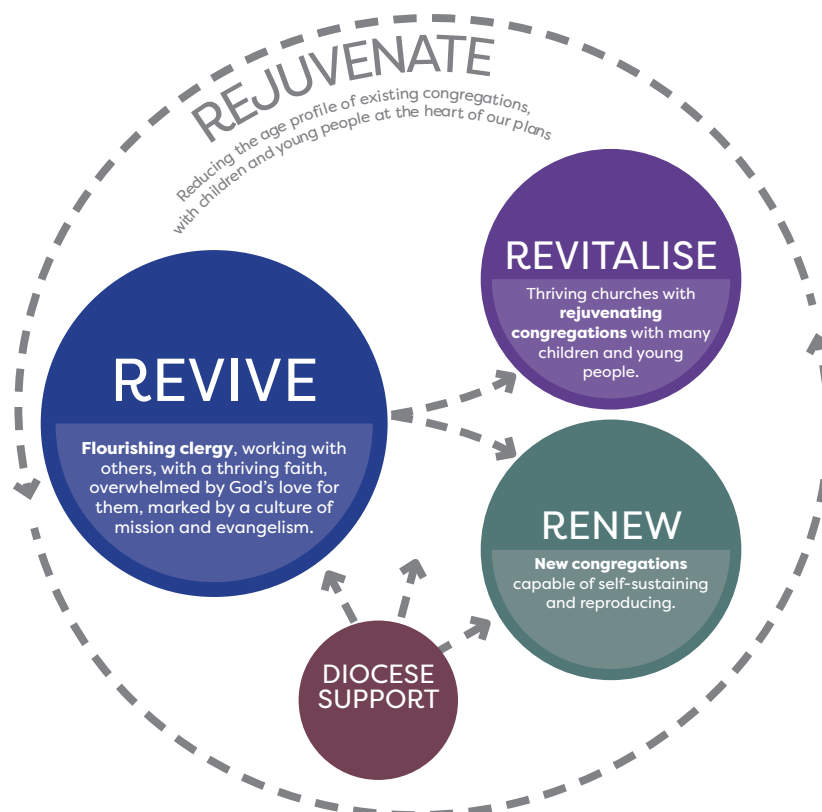 REJUVENATE
Reducing the age profile of existing congregations,
with children and young people at the heart of our plans
REVITALISE
Thriving churches with
rejuvenating
congregations with many
children and young
people.
REVIVE
Flourishing clergy, working with
others, with a thriving faith,
overwhelmed by God’s love for
them, marked by a culture of
mission and evangelism.
RENEW
New congregations
capable of self-sustaining
and reproducing.
DIOCESE
SUPPORT